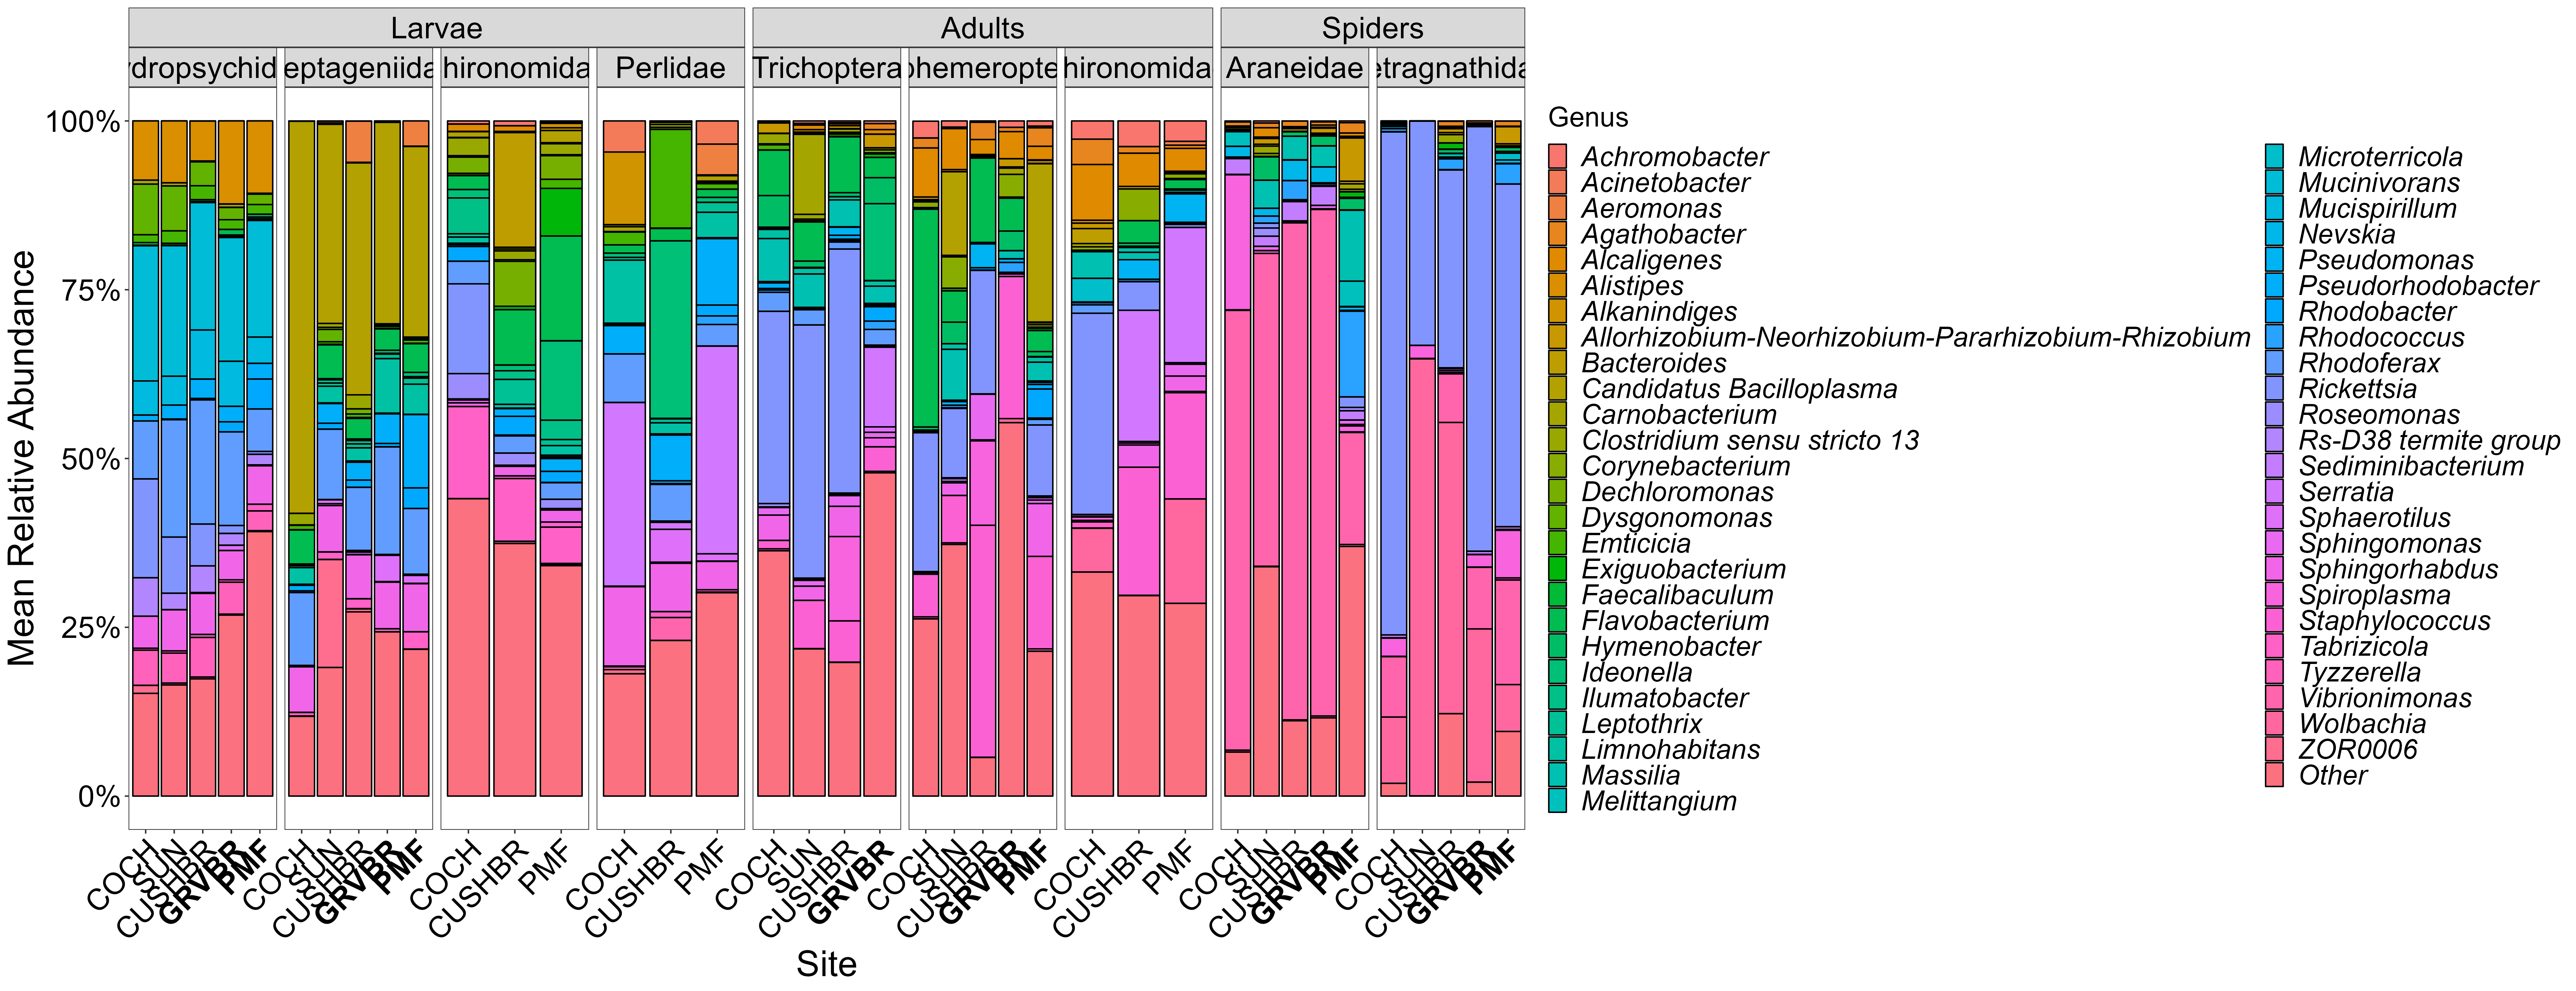 Larvae Adults Spiders
ydropsychid eptageniida hironomida Perlidae Trichoptera phemeropte hironomida Araneidae etragnathida
Mean Relative Abundance
100%
75%
50%
25%
0%
COCH SUN CUSHBR GRVBR PMF COCH SUN CUSHBR GRVBR PMF COCH CUSHBR PMF COCH CUSHBR PMF COCH SUN CUSHBR GRVBR COCH SUN CUSHBR GRVBR PMF COCH CUSHBR PMF COCH SUN CUSHBR GRVBR PMF COCH SUN CUSHBR GRVBR PMF
Site
Genus
Achromobacter
Acinetobacter
Aeromonas
Agathobacter
Alcaligenes
Alistipes
Alkanindiges
Allorhizobium-Neorhizobium-Pararhizobium-Rhizobium
Bacteroides
Candidatus Bacilloplasma
Carnobacterium
Clostridium sensu stricto 13
Corynebacterium
Dechloromonas
Dysgonomonas
Emticicia
Exiguobacterium
Faecalibaculum
Flavobacterium
Hymenobacter
Ideonella
Ilumatobacter
Leptothrix
Limnohabitans
Massilia
Melittangium
Microterricola
Mucinivorans
Mucispirillum
Nevskia
Pseudomonas
Pseudorhodobacter
Rhodobacter
Rhodococcus
Rhodoferax
Rickettsia
Roseomonas
Rs-D38 termite group
Sediminibacterium
Serratia
Sphaerotilus
Sphingomonas
Sphingorhabdus
Spiroplasma
Staphylococcus
Tabrizicola
Tyzzerella
Vibrionimonas
Wolbachia
ZOR0006
Other